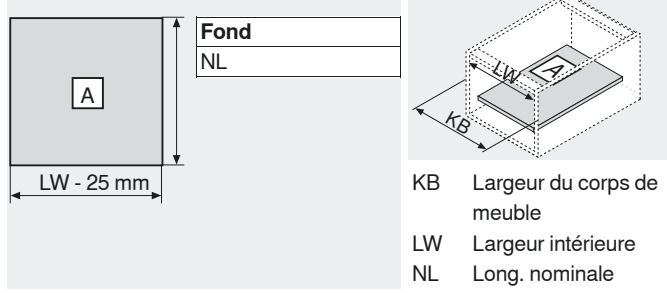 A
LW - 25 mm
Fond
NL
LW
A
KB
KB Largeur du corps de
meuble
LW Largeur intérieure
NL Long. nominale